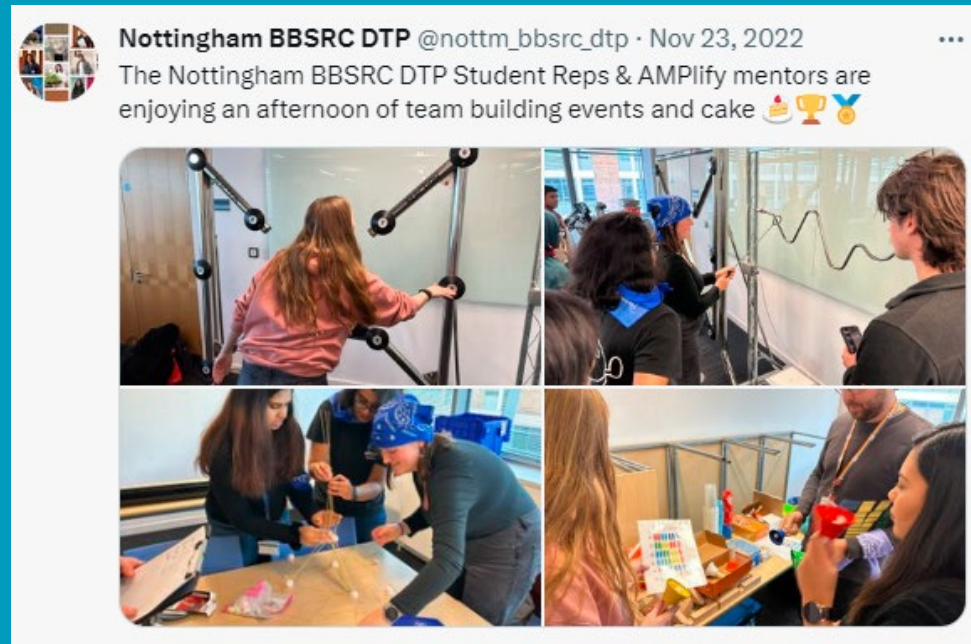 Nottingham BBSRC DTP @nottm_bbsrc_dtp · Nov 23, 2022
The Nottingham BBSRC DTP Student Reps & AMPlify mentors are
enjoying an afternoon of team building events and cake 🍰🏆🏅